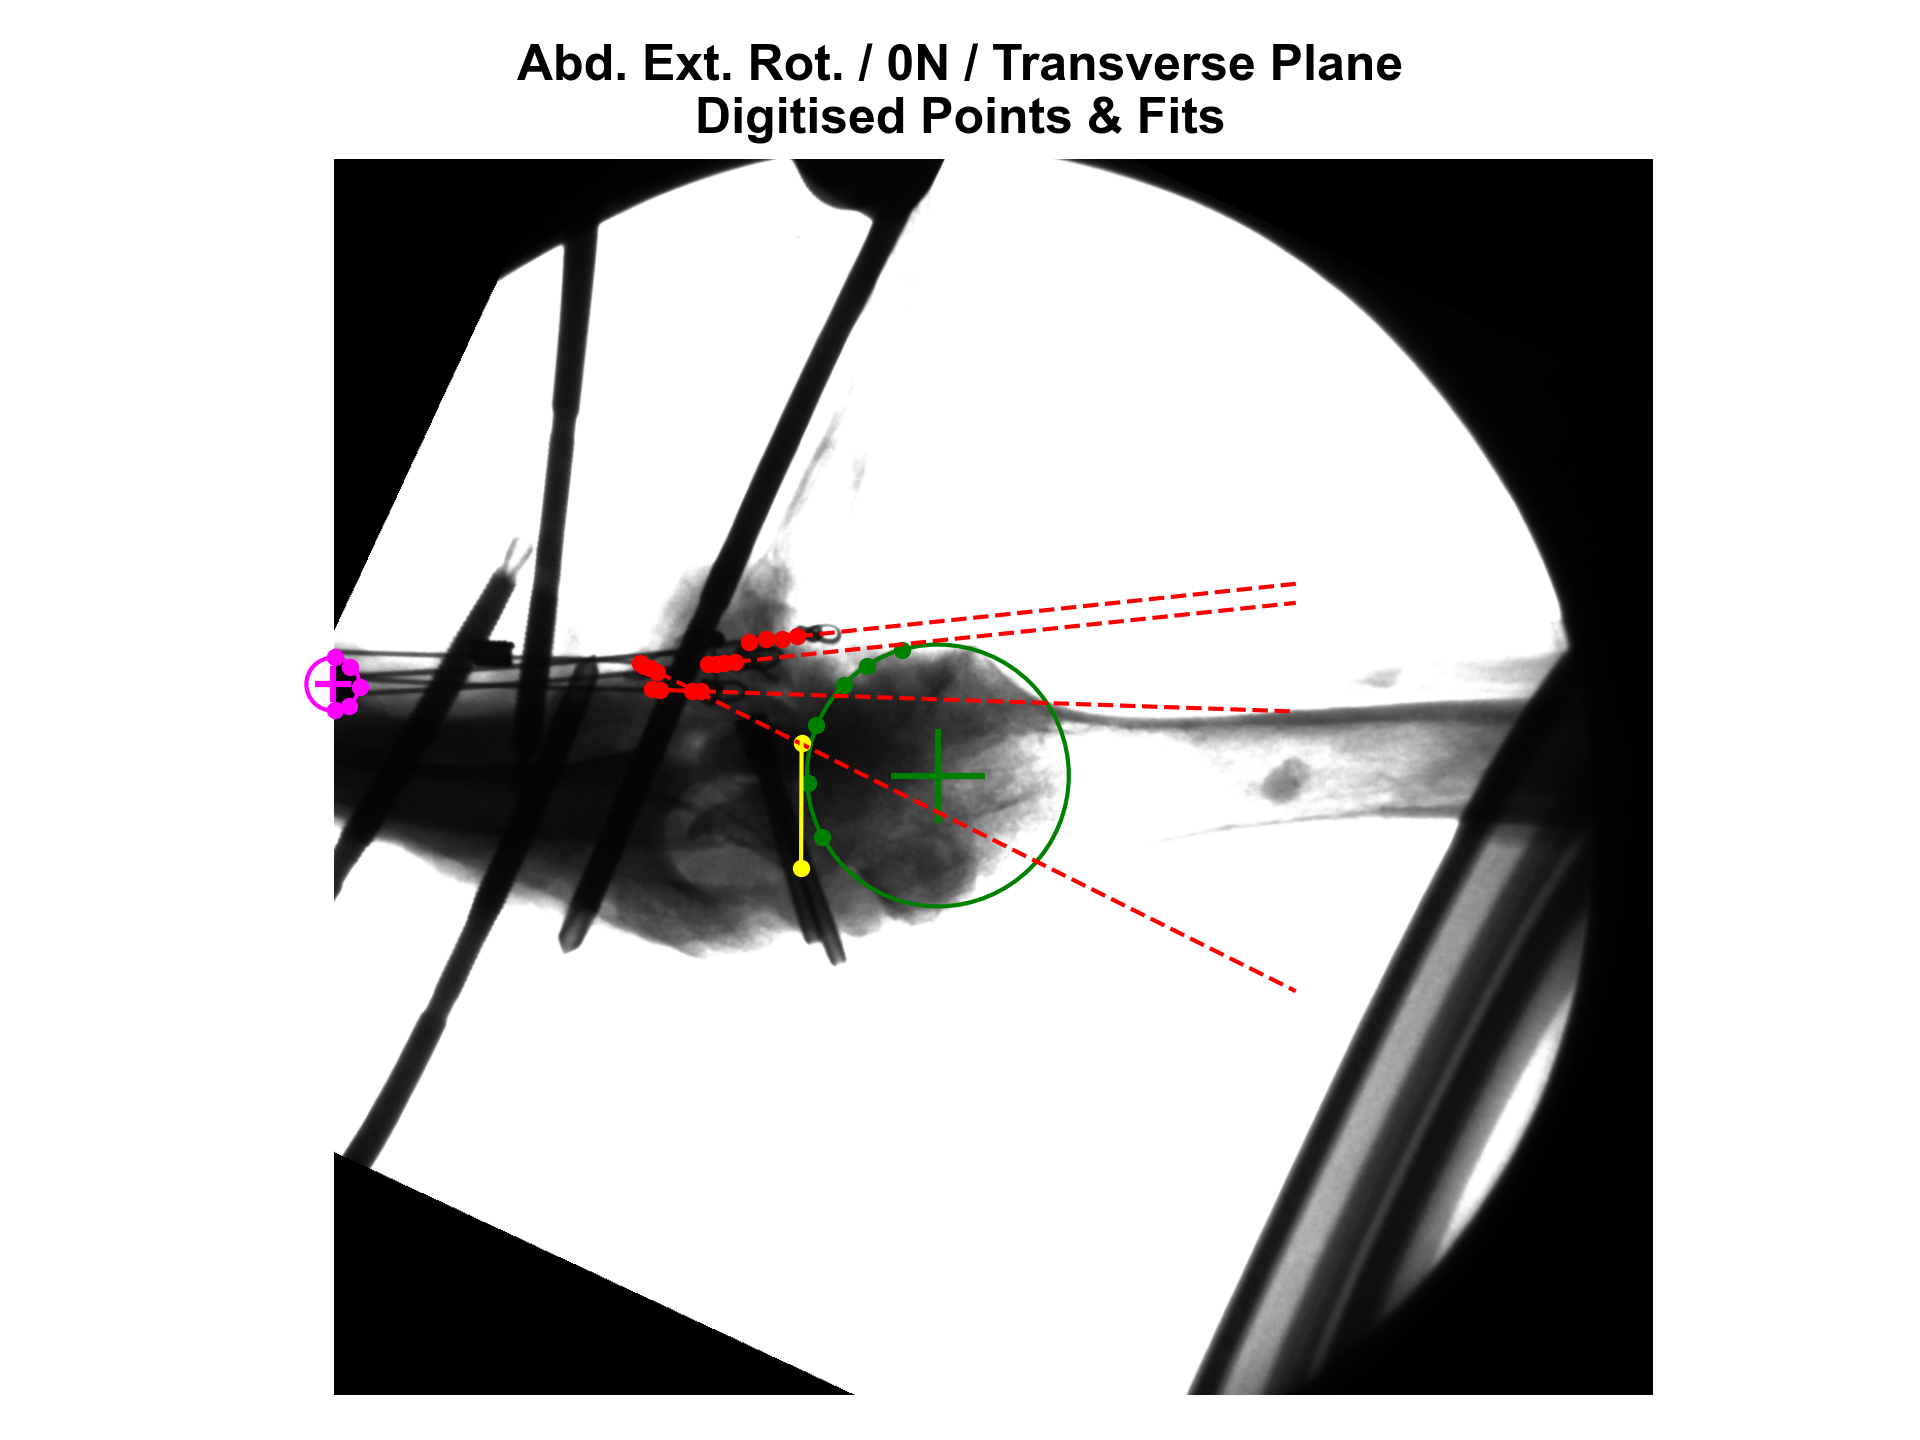 Abd. Ext. Rot. / 0N / Transverse Plane
Digitised Points & Fits